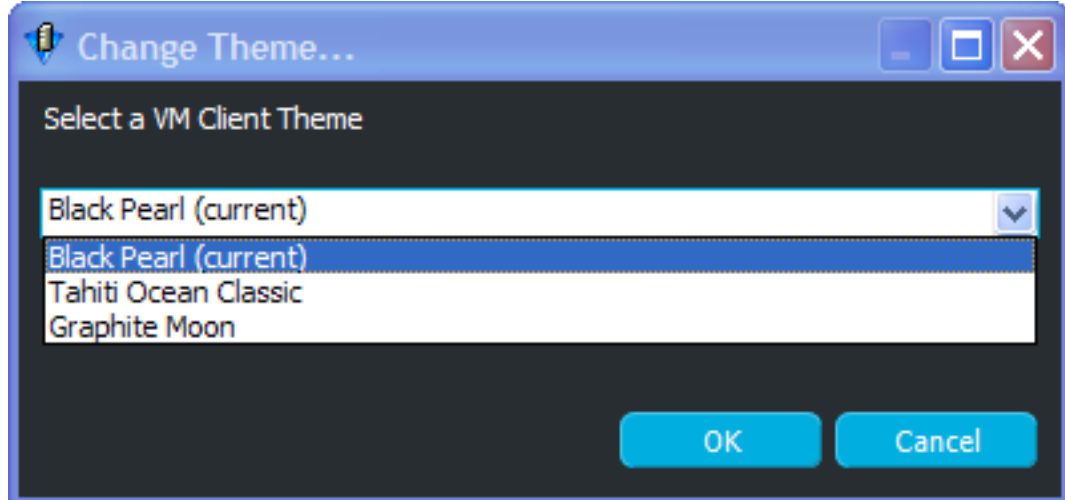 Change Theme...
Select a VM Client Theme
Black Pearl (current)
Black Pearl (current)
Tahiti Ocean Classic
Graphite Moon
OK Cancel